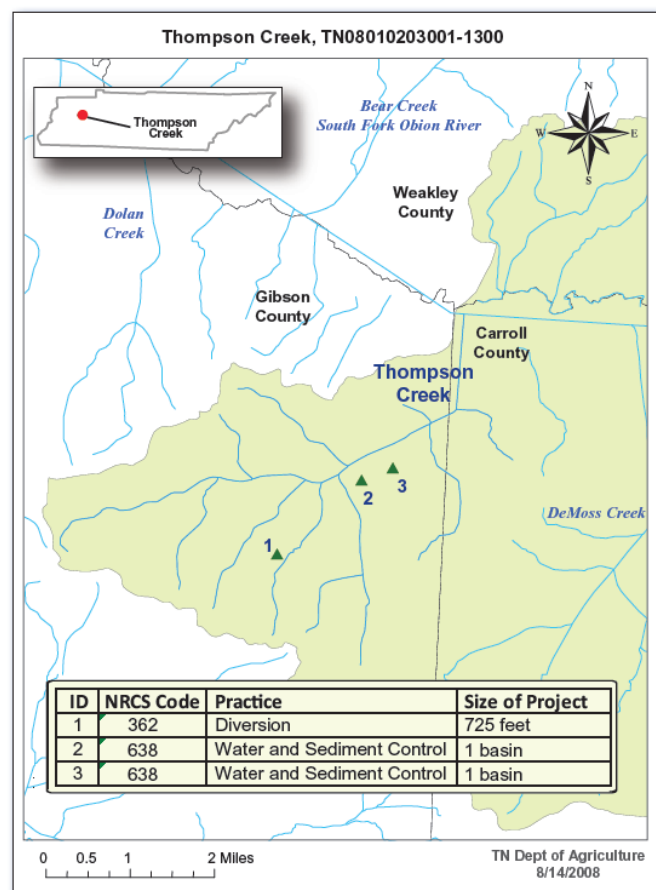 Thompson Creek, TN08010203001-1300
Thompson
Creek
Bear Creek
South Fork Obion River
N
W
E
S
Weakley
County
Dolan
Creek
Gibson
County
Carroll
County
Thompson
Creek
3
2
DeMoss Creek
1
ID NRCS Code Practice Size of Project
1 362 Diversion 725 feet
2 638 Water and Sediment Control 1 basin
3 638 Water and Sediment Control 1 basin
0 0.5 1 2 Miles
TN Dept of Agriculture
8/14/2008